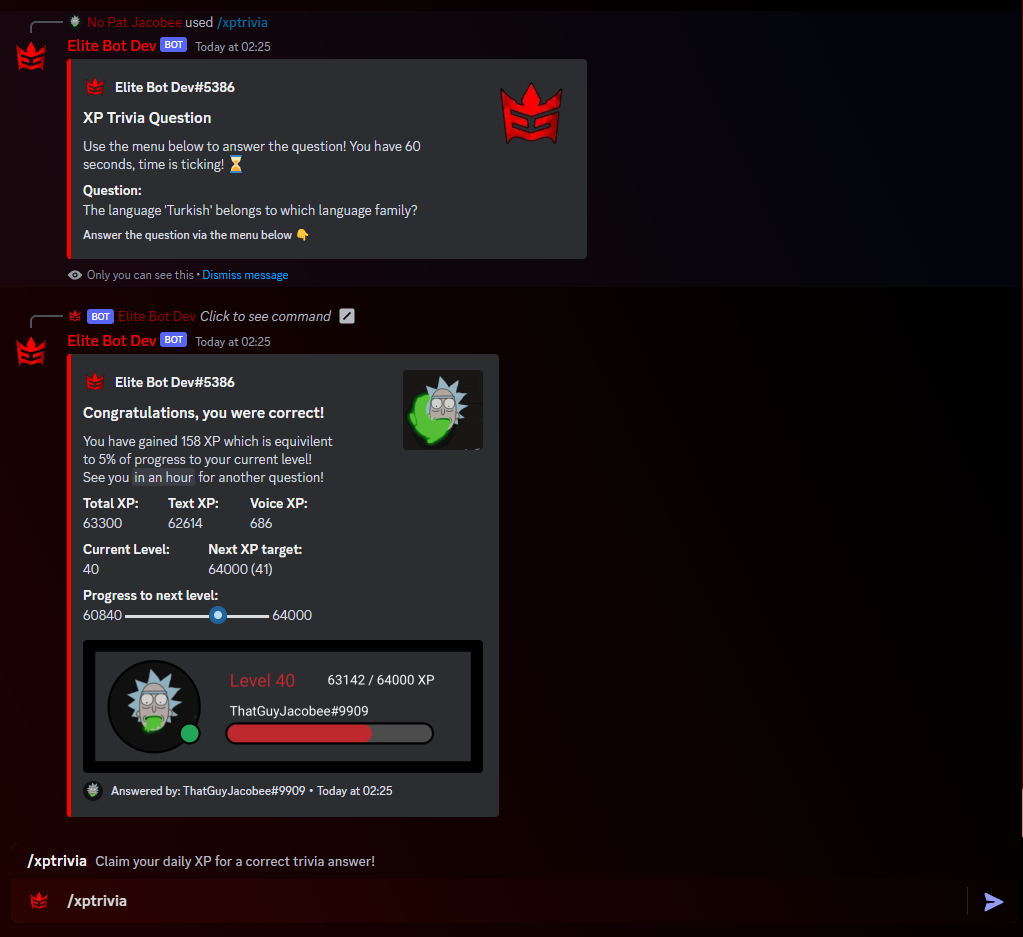 No Pat Jacobee used /xptrivia
Elite Bot Dev BOT Today at 02:25
Elite Bot Dev#5386
XP Trivia Question
Use the menu below to answer the question! You have 60
seconds, time is ticking! ⌛
Question:
The language 'Turkish' belongs to which language family?
Answer the question via the menu below 👇
Only you can see this • Dismiss message
BOT Elite Bot Dev Click to see command
Elite Bot Dev BOT Today at 02:25
Elite Bot Dev#5386
Congratulations, you were correct!
You have gained 158 XP which is equivilent
to 5% of progress to your current level!
See you in an hour for another question!
Total XP: Text XP: Voice XP:
63300 62614 686
Current Level: Next XP target:
40 64000 (41)
Progress to next level:
60840 64000
Level 40 63142 / 64000 XP
ThatGuyJacobee#9909
Answered by: ThatGuyJacobee#9909 • Today at 02:25
/xptrivia Claim your daily XP for a correct trivia answer!
/xptrivia